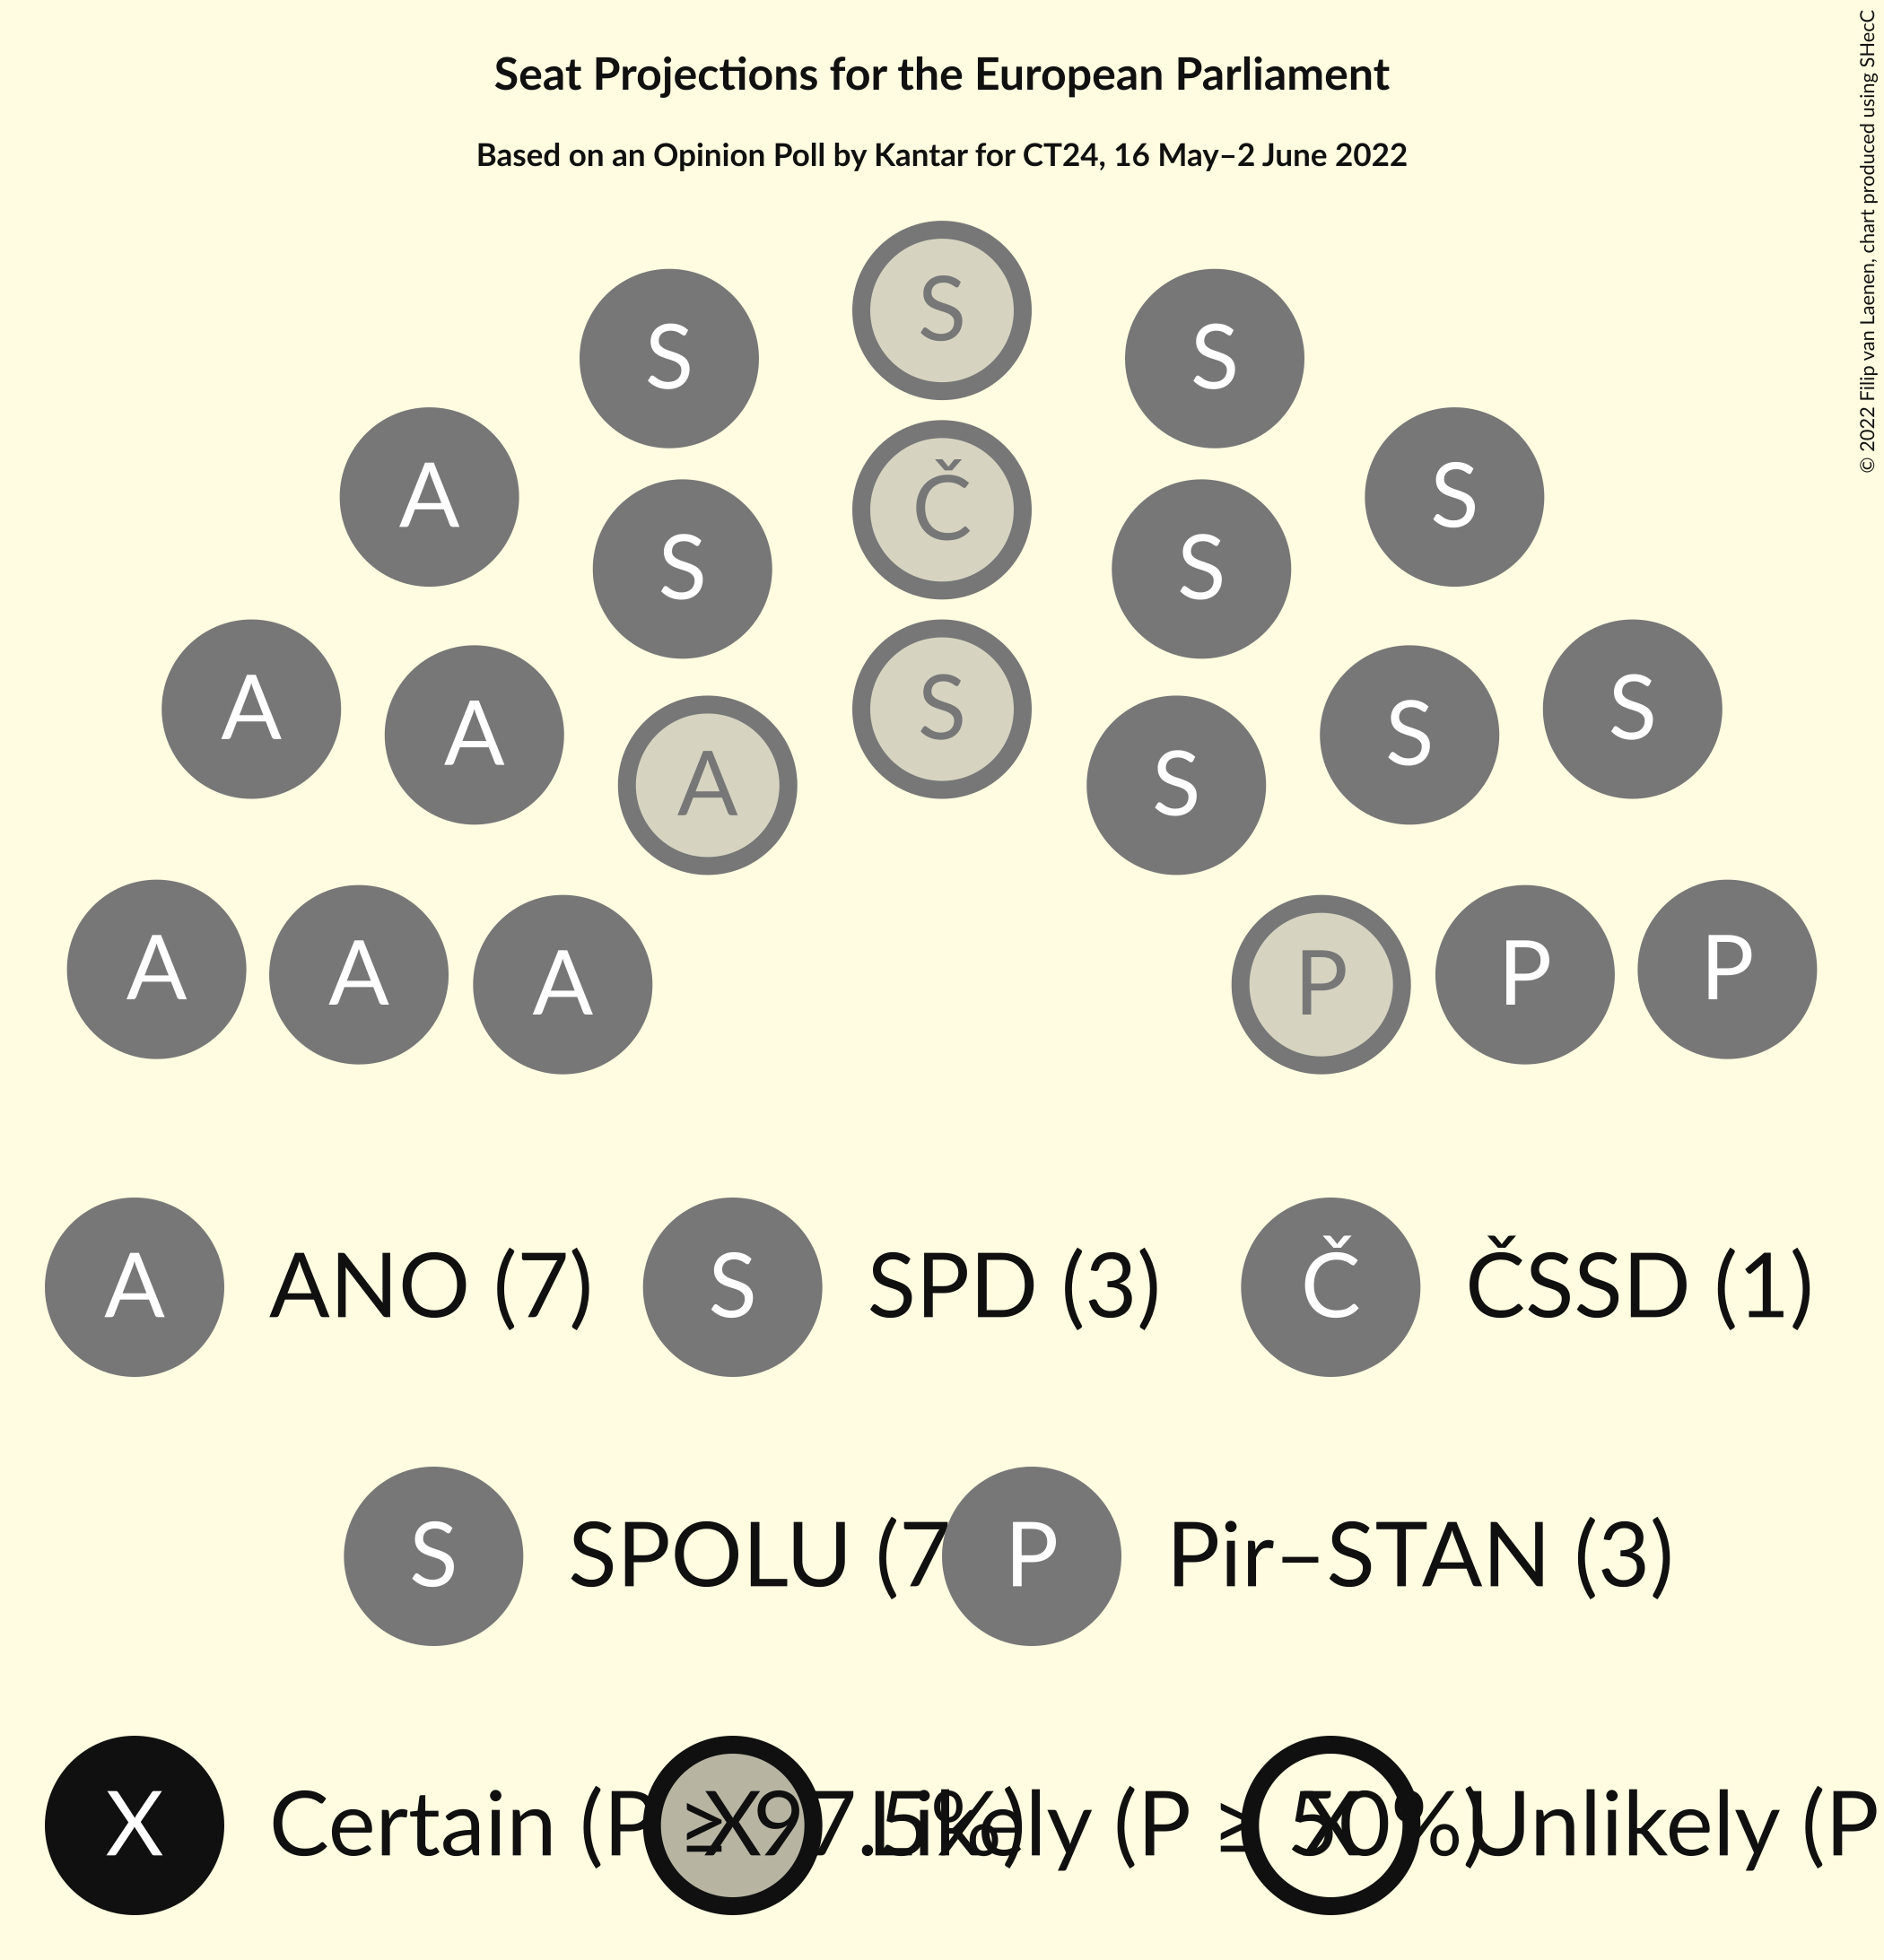 Seat Projections for the European Parliament
Based on an Opinion Poll by Kantar for CT24, 16 May–2 June 2022
© 2022 Filip van Laenen, chart produced using SHecC
S
S S
A S
Č
S S
A S
A S
S
A S
A S
A P
A P
A P
A ANO (7) S SPD (3) Č ČSSD (1)
S SPOLU (7 P Pir–STAN (3)
X Certain (P ≥ 97.5%) X Likely (P ≥ 50%) X Unlikely (P